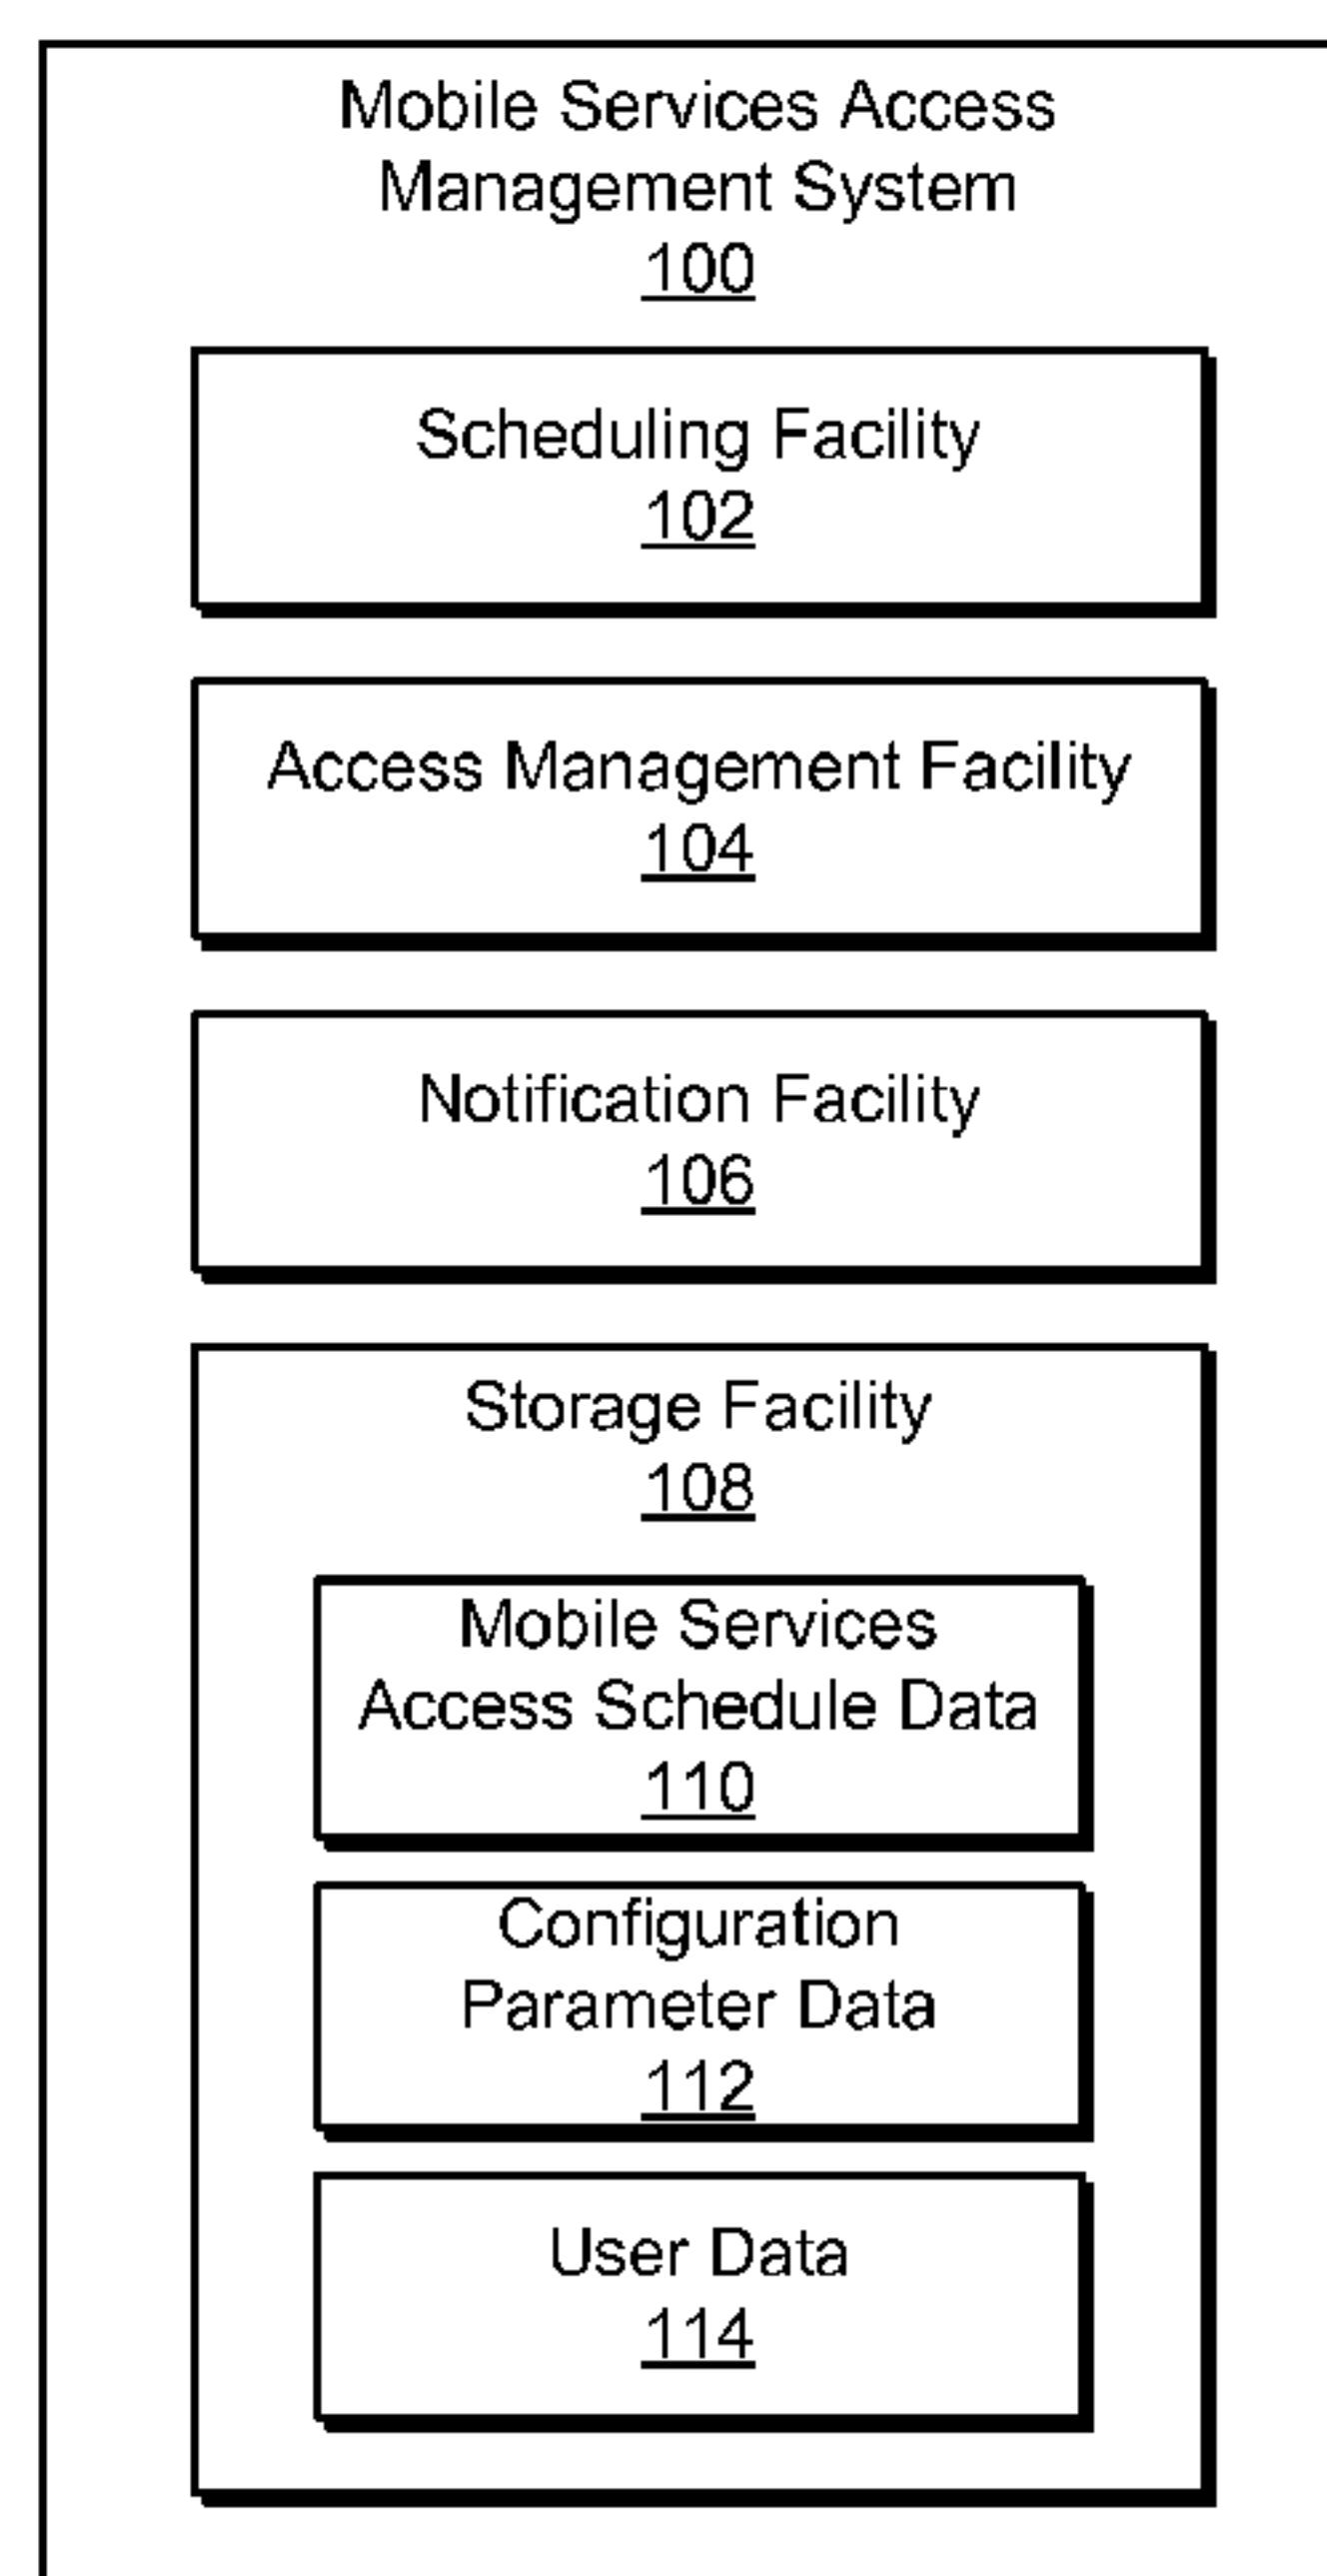 Mobile Services Access
Management System
100
Scheduling Facility
102
Access Management Facility
104
Notification Facility
106
Storage Facility
108
Mobile Services
Access Schedule Data
110
Configuration
Parameter Data
112
User Data
114